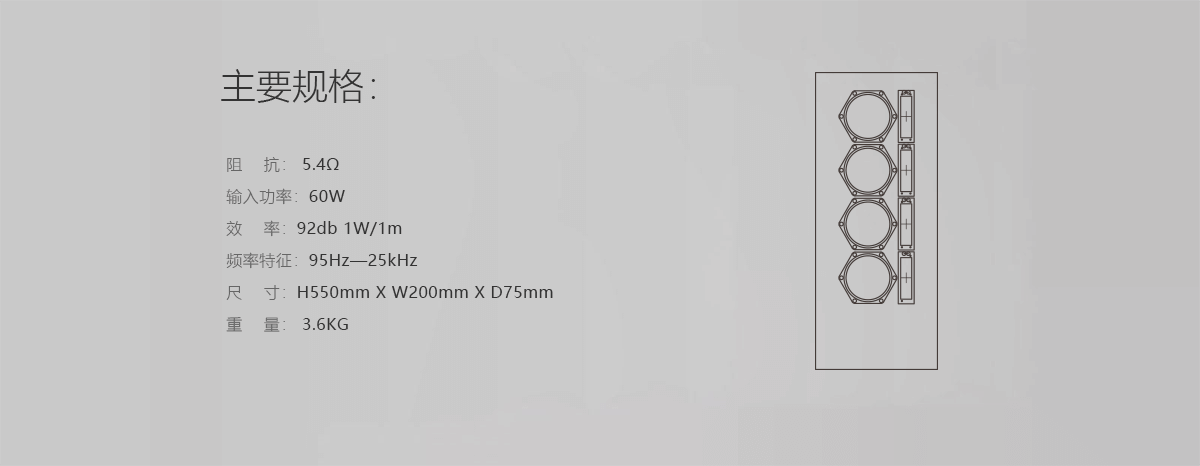 主要规格：
阻 抗： 5.4Ω
输入功率： 60W
效 率： 92db 1W/1m
频率特征： 95Hz—25kHz
尺 寸： H550mm X W200mm X D75mm
重 量： 3.6KG